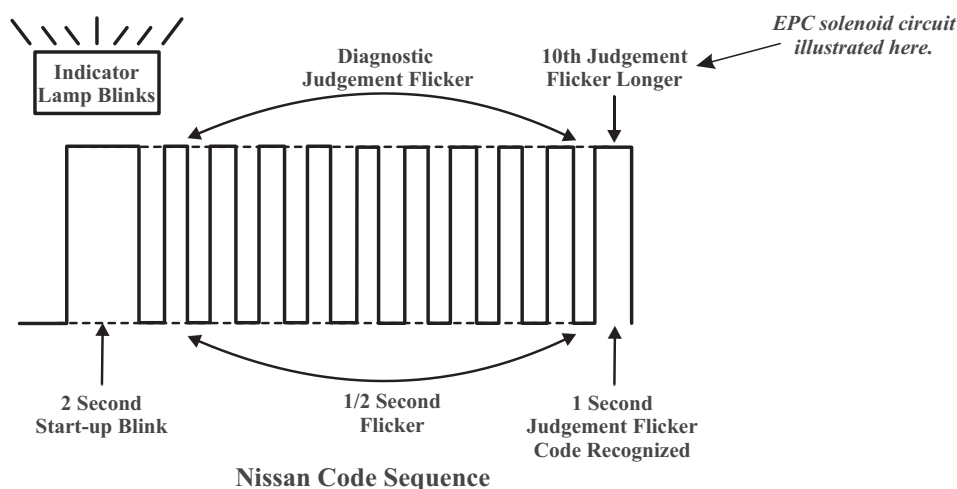 EPC solenoid circuit
illustrated here.
Indicator
Lamp Blinks
Diagnostic
Judgement Flicker
10th Judgement
Flicker Longer
2 Second
Start-up Blink
1/2 Second
Flicker
1 Second
Judgement Flicker
Code Recognized
Nissan Code Sequence